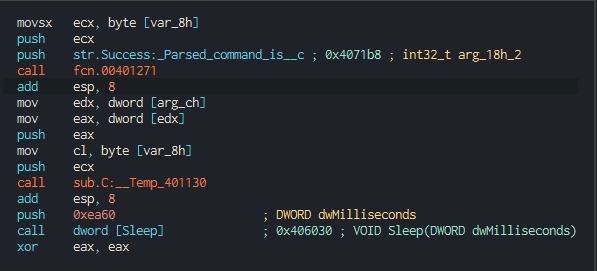 movsx ecx, byte [var_8h]
push ecx
push str.Success:_Parsed_command_is__c ; 0x4071b8 ; int32_t arg_18h_2
call fcn.00401271
add esp, 8
mov edx, dword [arg_ch]
mov eax, dword [edx]
push eax
mov cl, byte [var_8h]
push ecx
call sub.C:__Temp_401130
add esp, 8
push 0xea60 ; DWORD dwMilliseconds
call dword [Sleep] ; 0x406030 ; VOID Sleep(DWORD dwMilliseconds)
xor eax, eax